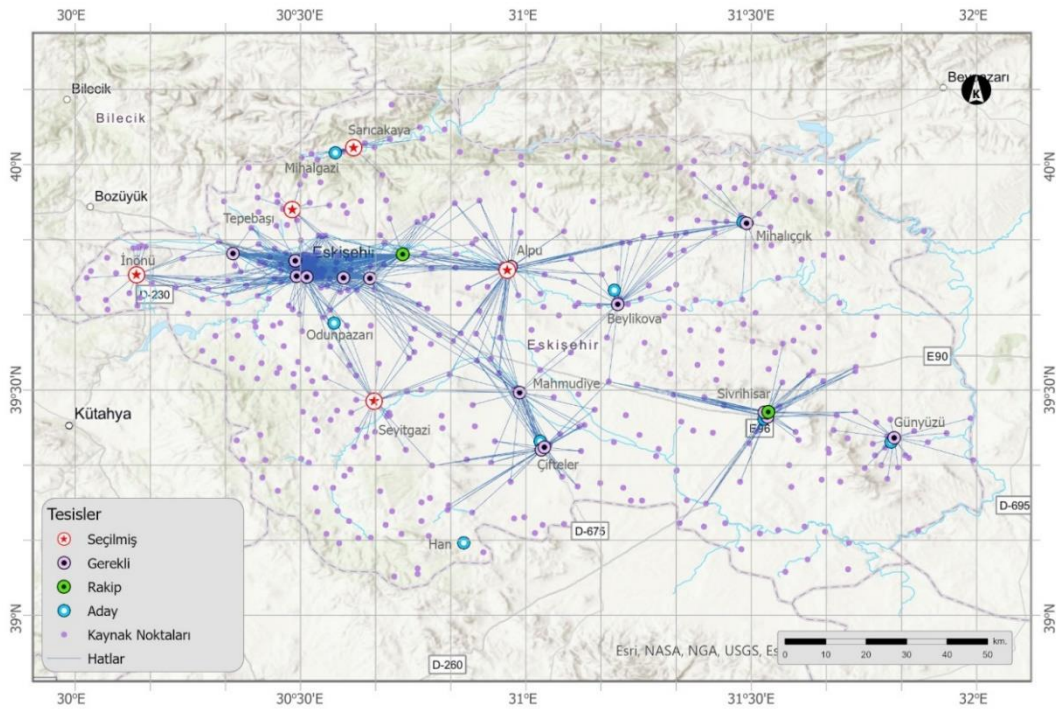 30°E
30°30'E
31°E
31°30'E
32°E
Bilecik
Beypazarı
K
Bilecik
Sarıcakaya
40°N
40°N
Mihalgazi
Bozüyük
Tepebaşı
Mihalıççık
Eskişehir
Alpu
İnönü
D-230
Beylikova
Odunpazarı
Eskişehir
E90
39°30'N
39°30'N
Mahmudiye
Sivrihisar
Kütahya
Seyitgazi
E96
Günyüzü
Çifteler
Tesisler
Seçilmiş
Gerekli
Rakip
Aday
Kaynak Noktaları
Hatlar
D-695
D-675
Han
39°N
39°N
Esri, NASA, NGA, USGS, Es
km.
0 10 20 30 40 50
D-260
30°E
30°30'E
31°E
31°30'E
32°E